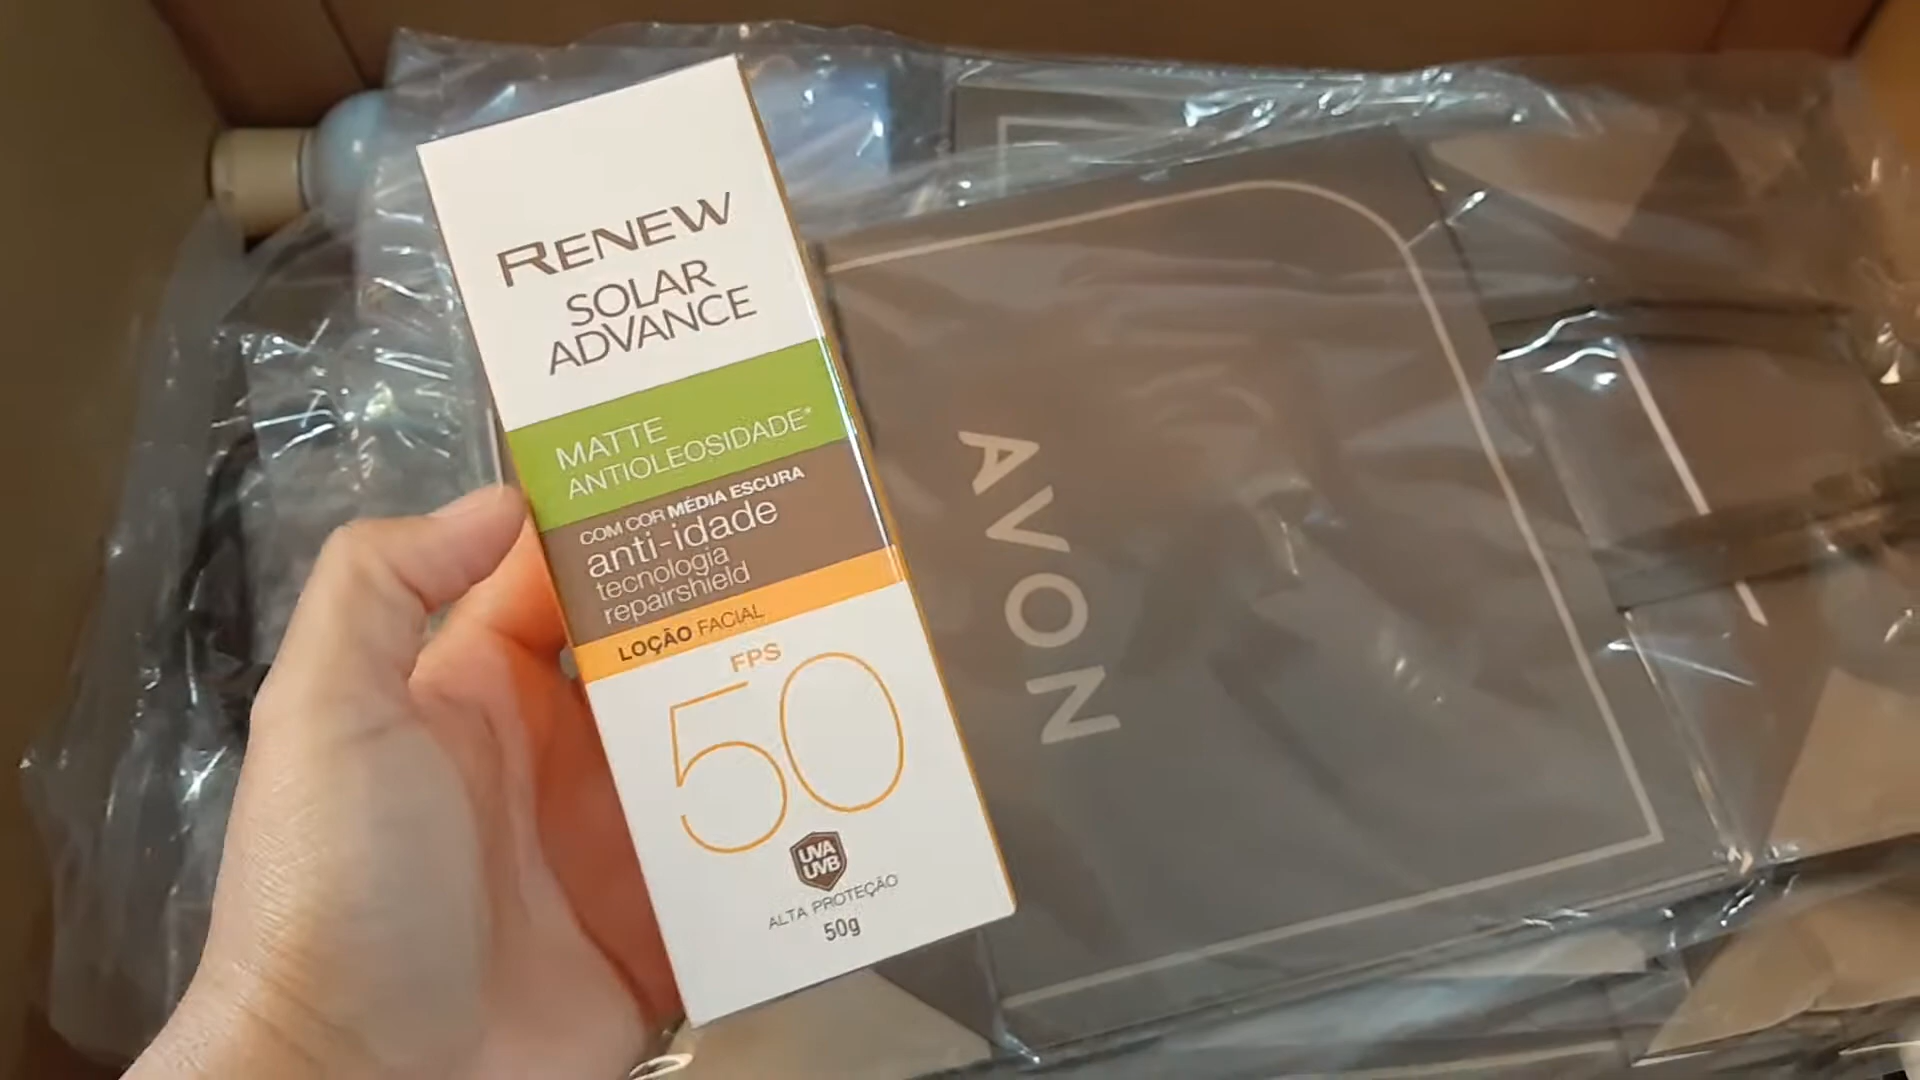 RENEW
SOLAR
ADVANCE
MATTE
ANTIOLEOSIDADE*
COM COR MÉDIA ESCURA
anti-idade
tecnologia
repairshield
LOÇÃO FACIAL
FPS
50
UVA
UVB
ALTA PROTEÇÃO
50g
AVON